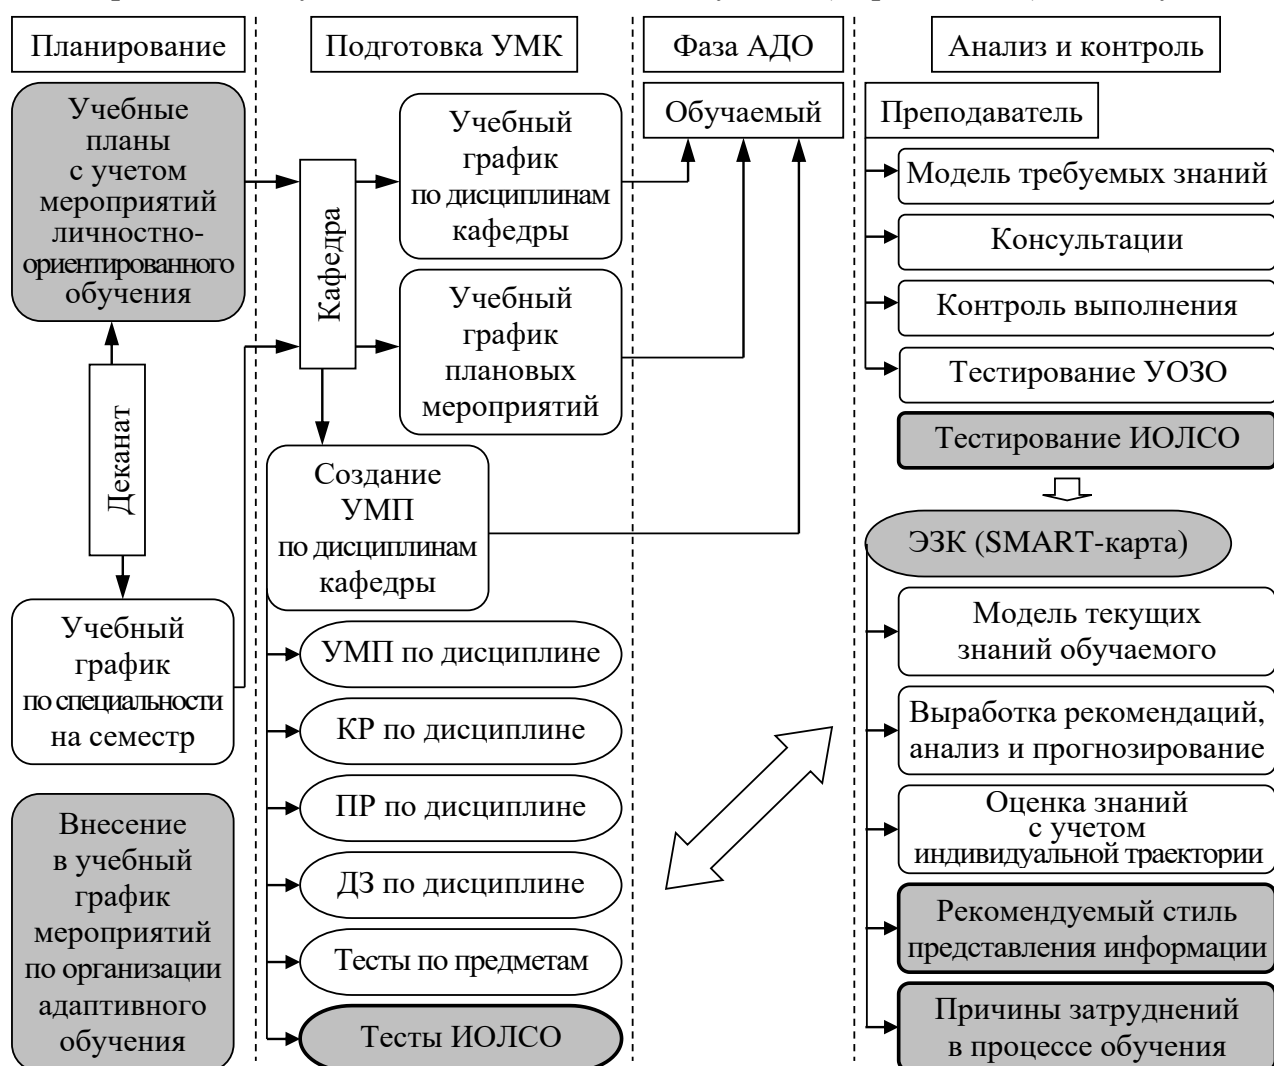 Планирование
Подготовка УМК
Фаза АДО
Анализ и контроль
Учебные
планы
с учетом
мероприятий
личностно-
ориентированного
обучения
Деканат
Учебный
график
по специальности
на семестр
Внесение
в учебный
график
мероприятий
по организации
адаптивного
обучения
Кафедра
Учебный
график
по дисциплинам
кафедры
Учебный
график
плановых
мероприятий
Создание
УМП
по дисциплинам
кафедры
УМП по дисциплине
КР по дисциплине
ПР по дисциплине
ДЗ по дисциплине
Тесты по предметам
Тесты ИОЛСО
Обучаемый
Преподаватель
Модель требуемых знаний
Консультации
Контроль выполнения
Тестирование УОЗО
Тестирование ИОЛСО
ЭЗК (SMART-карта)
Модель текущих
знаний обучаемого
Выработка рекомендаций,
анализ и прогнозирование
Оценка знаний
с учетом
индивидуальной траектории
Рекомендуемый стиль
представления информации
Причины затруднений
в процессе обучения